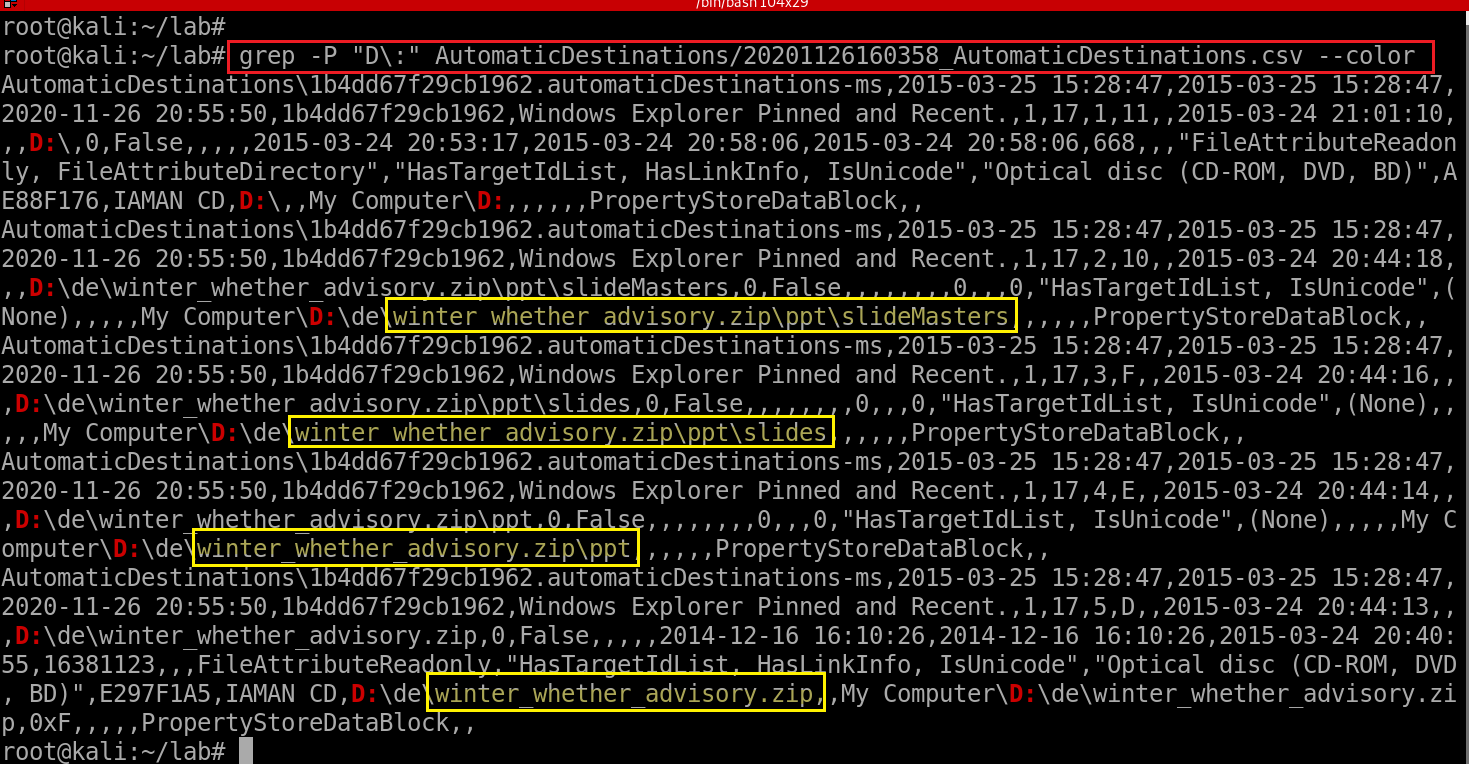 /bin/bash 104x29
root@kali:~/lab#
root@kali:~/lab# grep -P "D\:" AutomaticDestinations/20201126160358_AutomaticDestinations.csv --color
AutomaticDestinations\1b4dd67f29cb1962.automaticDestinations-ms,2015-03-25 15:28:47,2015-03-25 15:28:47,
2020-11-26 20:55:50,1b4dd67f29cb1962,Windows Explorer Pinned and Recent.,1,17,1,11,,2015-03-24 21:01:10,
,,D:\,0,False,,,,,2015-03-24 20:53:17,2015-03-24 20:58:06,2015-03-24 20:58:06,668,,,"FileAttributeReadon
ly, FileAttributeDirectory","HasTargetIdList, HasLinkInfo, IsUnicode","Optical disc (CD-ROM, DVD, BD)",A
E88F176,IAMAN CD,D:\,,My Computer\D:,,,,,,PropertyStoreDataBlock,,
AutomaticDestinations\1b4dd67f29cb1962.automaticDestinations-ms,2015-03-25 15:28:47,2015-03-25 15:28:47,
2020-11-26 20:55:50,1b4dd67f29cb1962,Windows Explorer Pinned and Recent.,1,17,2,10,,2015-03-24 20:44:18,
,,D:\de\winter_whether_advisory.zip\ppt\slideMasters,0,False,,,,,,,,0,,,0,"HasTargetIdList, IsUnicode",(
None),,,,,My Computer\D:\de\winter_whether_advisory.zip\ppt\slideMasters,,,,,,PropertyStoreDataBlock,,
AutomaticDestinations\1b4dd67f29cb1962.automaticDestinations-ms,2015-03-25 15:28:47,2015-03-25 15:28:47,
2020-11-26 20:55:50,1b4dd67f29cb1962,Windows Explorer Pinned and Recent.,1,17,3,F,,2015-03-24 20:44:16,,
,D:\de\winter_whether_advisory.zip\ppt\slides,0,False,,,,,,,,0,,,0,"HasTargetIdList, IsUnicode",(None),,
,,,My Computer\D:\de\winter_whether_advisory.zip\ppt\slides,,,,,,PropertyStoreDataBlock,,
AutomaticDestinations\1b4dd67f29cb1962.automaticDestinations-ms,2015-03-25 15:28:47,2015-03-25 15:28:47,
2020-11-26 20:55:50,1b4dd67f29cb1962,Windows Explorer Pinned and Recent.,1,17,4,E,,2015-03-24 20:44:14,,
,D:\de\winter_whether_advisory.zip\ppt,0,False,,,,,,,,0,,,0,"HasTargetIdList, IsUnicode",(None),,,,,My C
omputer\D:\de\winter_whether_advisory.zip\ppt,,,,,,PropertyStoreDataBlock,,
AutomaticDestinations\1b4dd67f29cb1962.automaticDestinations-ms,2015-03-25 15:28:47,2015-03-25 15:28:47,
2020-11-26 20:55:50,1b4dd67f29cb1962,Windows Explorer Pinned and Recent.,1,17,5,D,,2015-03-24 20:44:13,,
,D:\de\winter_whether_advisory.zip,0,False,,,,,2014-12-16 16:10:26,2014-12-16 16:10:26,2015-03-24 20:40:
55,16381123,,,FileAttributeReadonly,"HasTargetIdList, HasLinkInfo, IsUnicode","Optical disc (CD-ROM, DVD
, BD)",E297F1A5,IAMAN CD,D:\de\winter_whether_advisory.zip,,My Computer\D:\de\winter_whether_advisory.zi
p,0xF,,,,,PropertyStoreDataBlock,,
root@kali:~/lab#